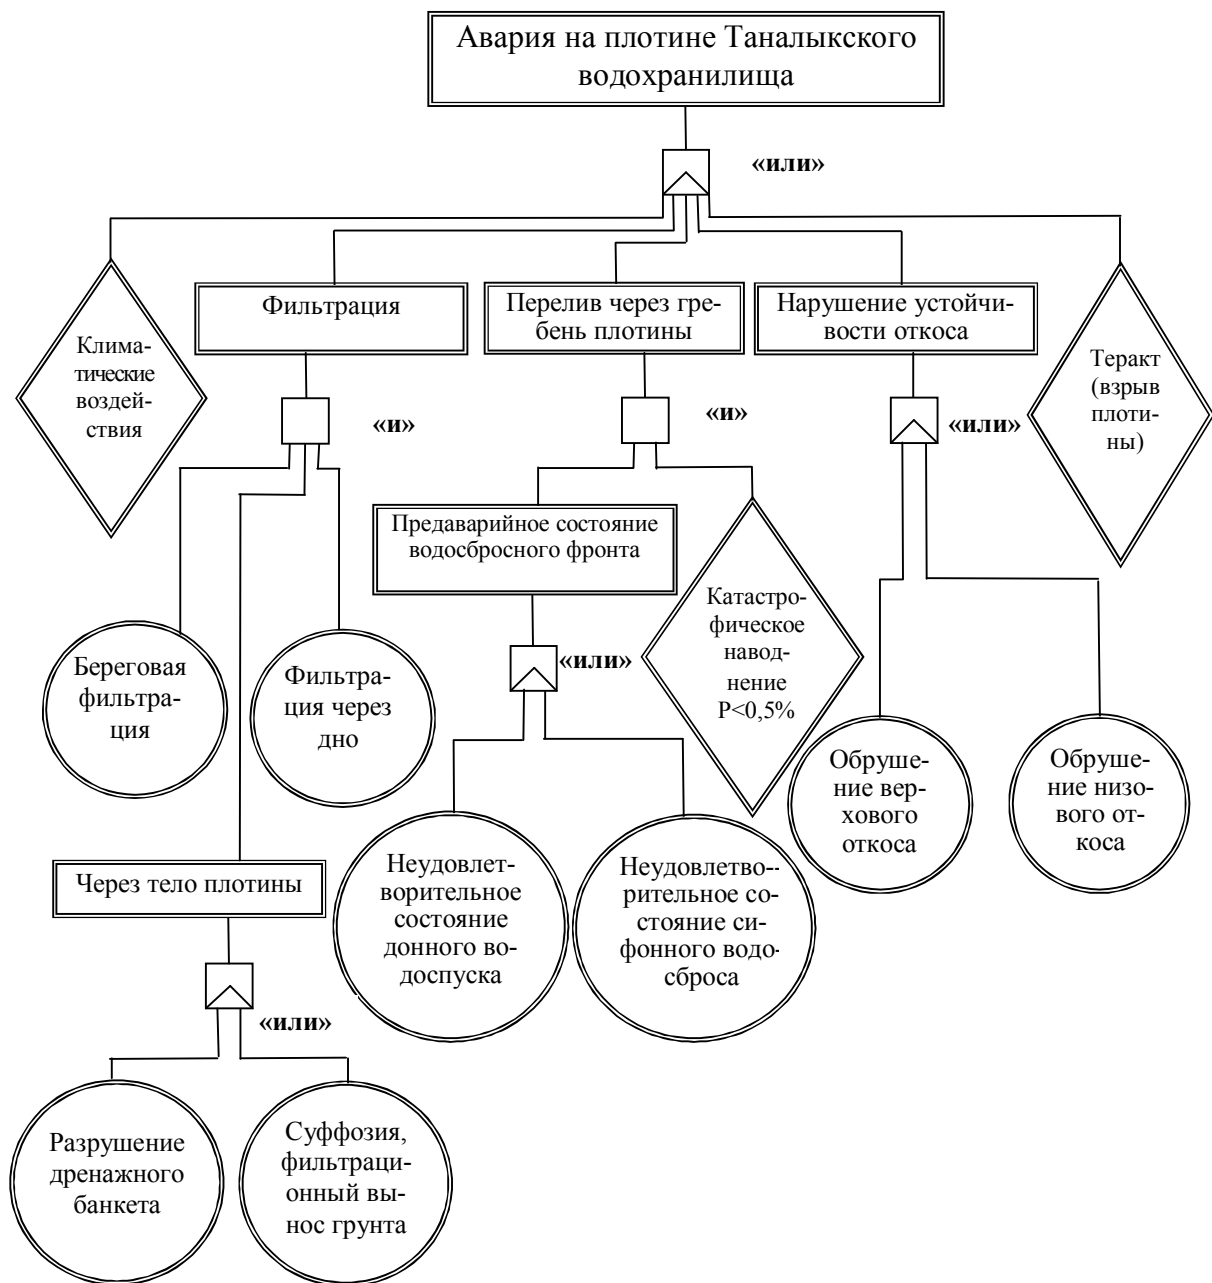 Авария на плотине Таналыкского
водохранилища
«или»
Фильтрация
Перелив через гре-
бень плотины
Нарушение устойчи-
вости откоса
Клима-
тические
воздей-
ствия
Теракт
(взрыв
плоти-
ны)
«и»
«и»
«или»
Предаварийное состояние
водосбросного фронта
Катастро-
фическое
навод-
нение
P<0,5%
«или»
Береговая
фильтра-
ция
Фильтра-
ция через
дно
Обруше-
ние вер-
хового
откоса
Обруше-
ние низо-
вого от-
коса
Через тело плотины
Неудовлет-
ворительное
состояние
донного во-
доспуска
Неудовлетво-
рительное со-
стояние си-
фонного водо-
сброса
«или»
Разрушение
дренажного
банкета
Суффозия,
фильтраци-
онный вы-
нос грунта